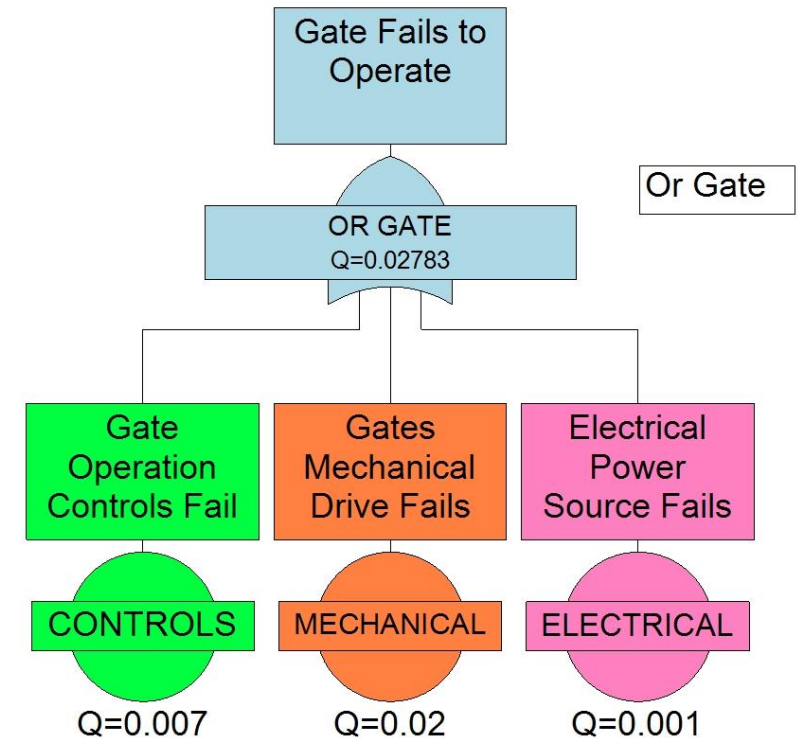 Gate Fails to
Operate
Or Gate
OR GATE
Q=0.02783
Gate
Operation
Controls Fail
Gates
Mechanical
Drive Fails
Electrical
Power
Source Fails
CONTROLS
MECHANICAL
ELECTRICAL
Q=0.007
Q=0.02
Q=0.001